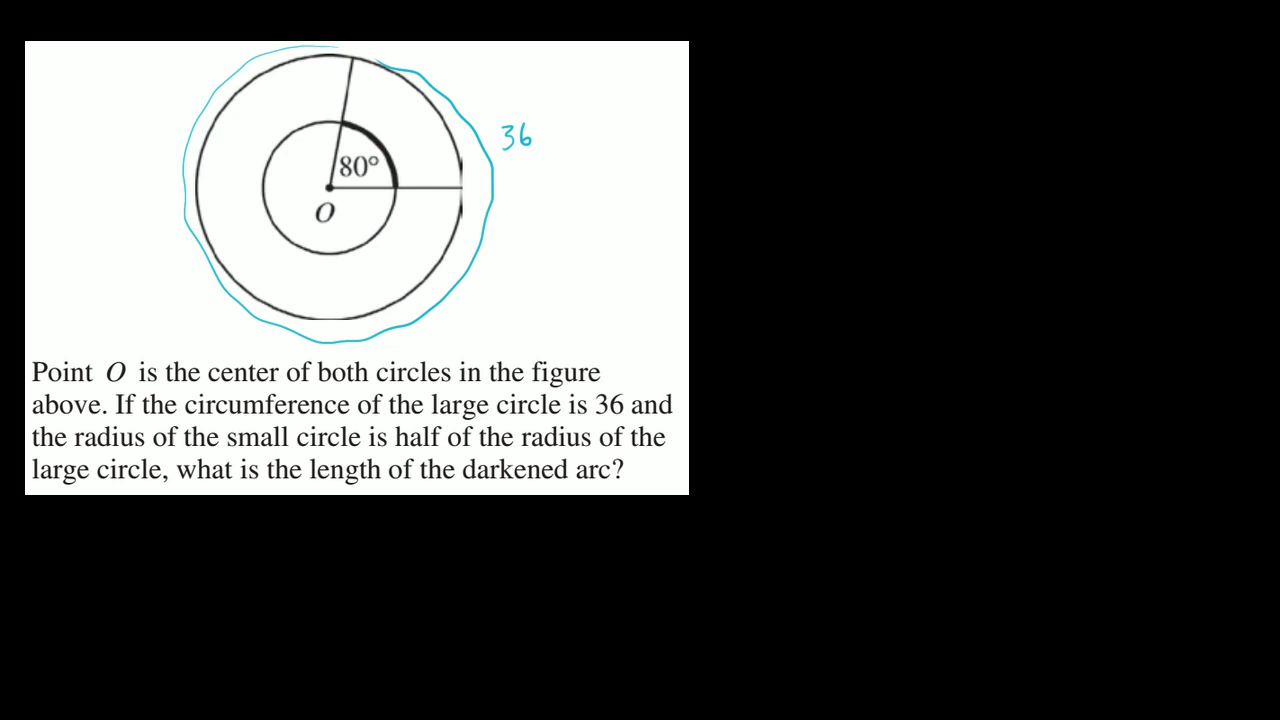 36
80°
O
Point O is the center of both circles in the figure
above. If the circumference of the large circle is 36 and
the radius of the small circle is half of the radius of the
large circle, what is the length of the darkened arc?